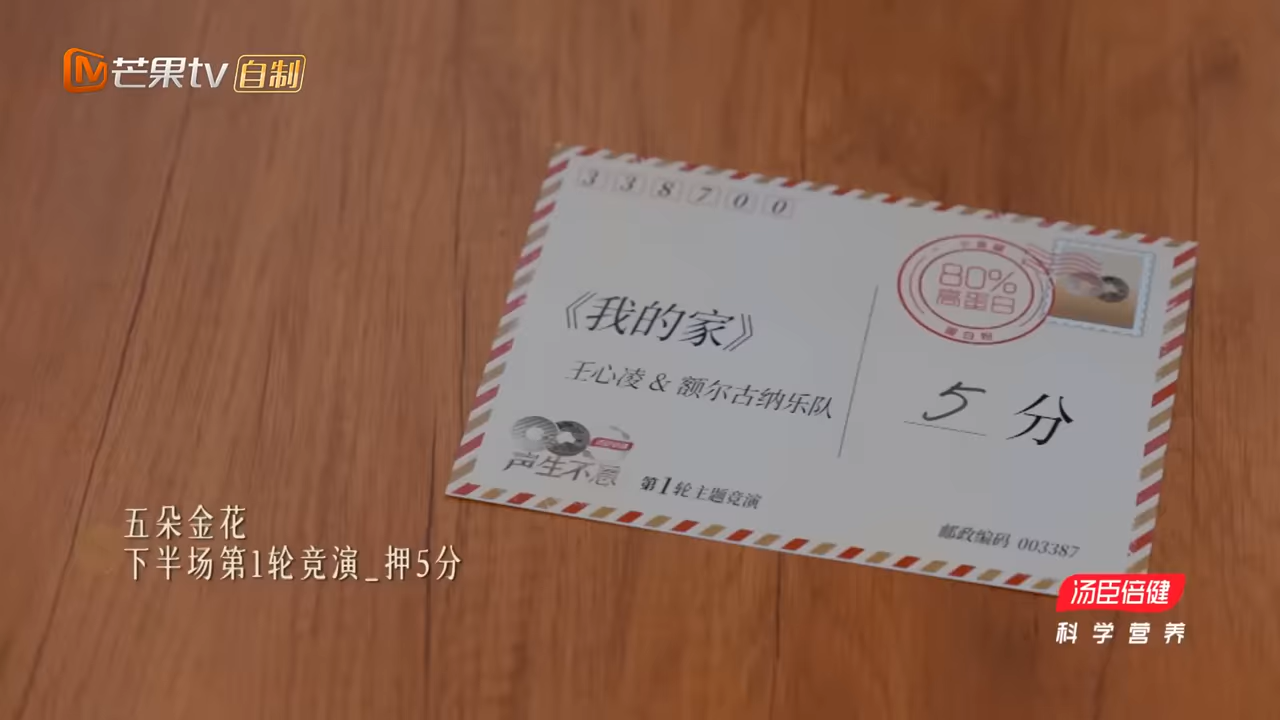 芒果tv自制
338700
80%
高蛋白
蛋白粉
《我的家》
王心凌 & 额尔古纳乐队
5 分
声生不息
第1轮主题竞演
邮政编码 003387
五朵金花
下半场第1轮竞演_押5分
汤臣倍健
科学营养